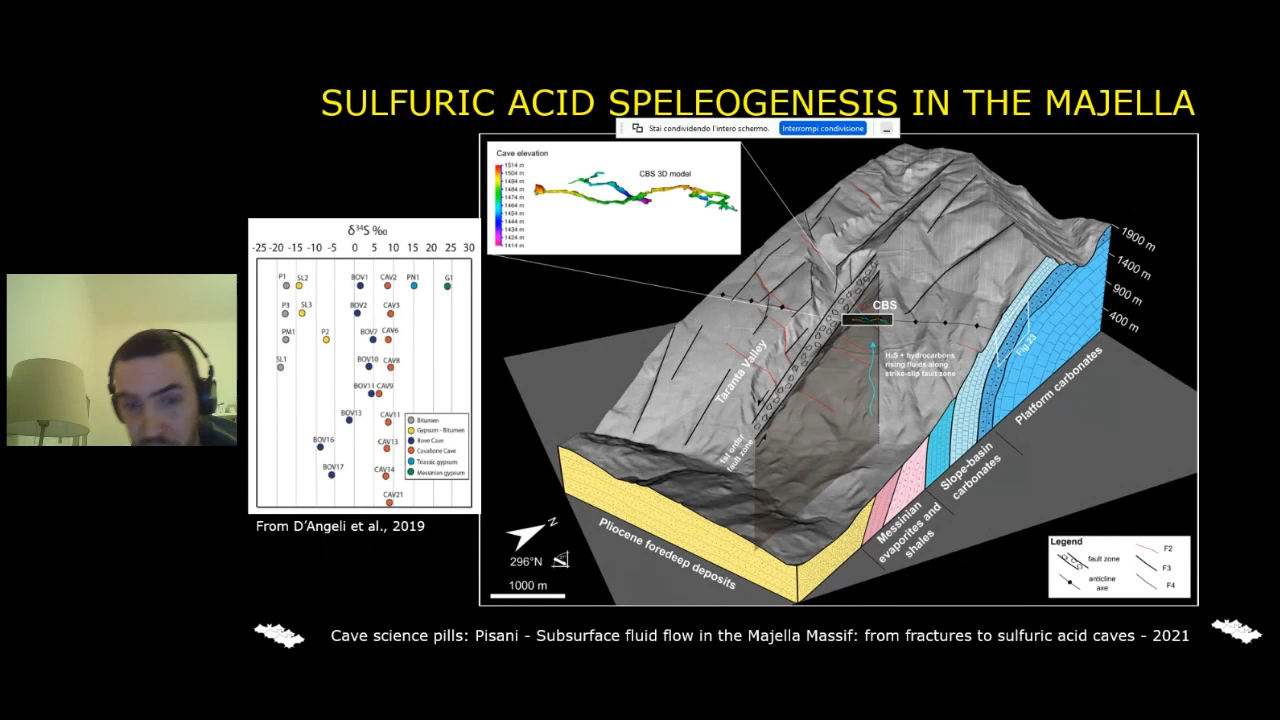 SULFURIC ACID SPELEOGENESIS IN THE MAJELLA
Stai condividendo l'intero schermo.
Interrompi condivisione
Cave elevation
CBS 3D model
1514 m
1504 m
1494 m
1484 m
1474 m
1464 m
1454 m
1444 m
1434 m
1424 m
1414 m
δ³⁴S ‰
-25 -20 -15 -10 -5 0 5 10 15 20 25 30
P1 SL2 BOV1 CAV2 PN1 G1
P3 SL3 BOV2 CAV3
PM1 P2 BOV7 CAV6
SL1 BOV10 CAV8
BOV11 CAV9
BOV13 CAV11
BOV16 CAV13
BOV17 CAV14
CAV21
Bitumen
Gypsum - Bitumen
Bove Cave
Cavallone Cave
Triassic gypsum
Messinian gypsum
From D'Angeli et al., 2019
1900 m
1400 m
900 m
400 m
CBS
H₂S + hydrocarbons
rising fluids along
strike-slip fault zone
Taranta Valley
1st order
fault zone
Fig.23
Platform carbonates
Slope-basin
carbonates
Messinian
evaporites and
shales
Pliocene foredeep deposits
N
296°N
1000 m
Legend
fault zone
anticline
axe
F2
F3
F4
Cave science pills: Pisani - Subsurface fluid flow in the Majella Massif: from fractures to sulfuric acid caves - 2021